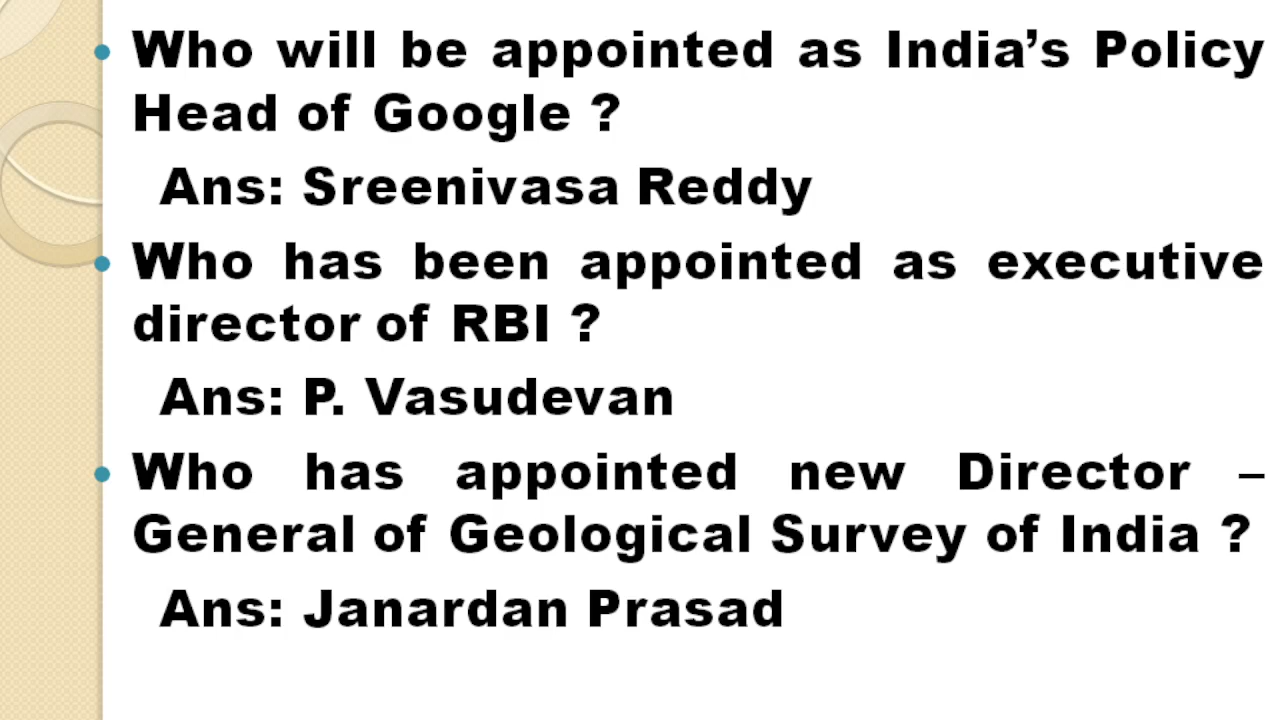 Who will be appointed as India’s Policy
Head of Google ?
Ans: Sreenivasa Reddy
Who has been appointed as executive
director of RBI ?
Ans: P. Vasudevan
Who has appointed new Director –
General of Geological Survey of India ?
Ans: Janardan Prasad